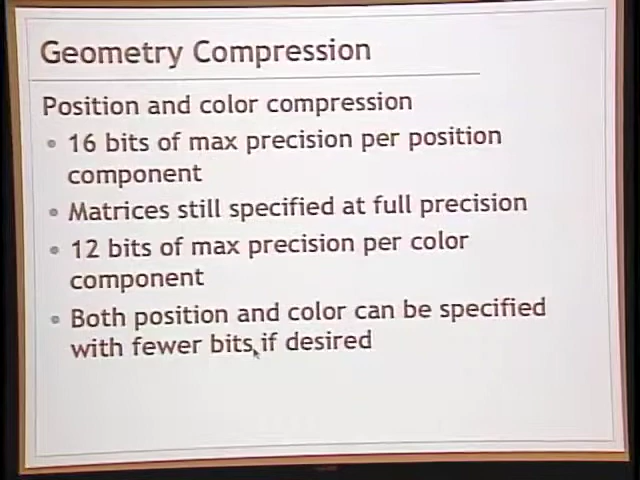 Geometry Compression
Position and color compression
16 bits of max precision per position
component
Matrices still specified at full precision
12 bits of max precision per color
component
Both position and color can be specified
with fewer bits if desired